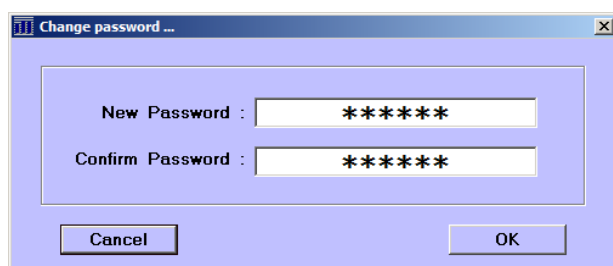 Change password ...
New Password : ******
Confirm Password : ******
Cancel OK